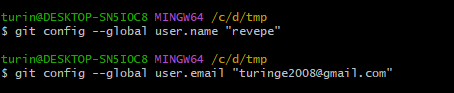 turin@DESKTOP-SN5IOC8 MINGW64 /c/d/tmp
$ git config --global user.name "revepe"
turin@DESKTOP-SN5IOC8 MINGW64 /c/d/tmp
$ git config --global user.email "turinge2008@gmail.com"